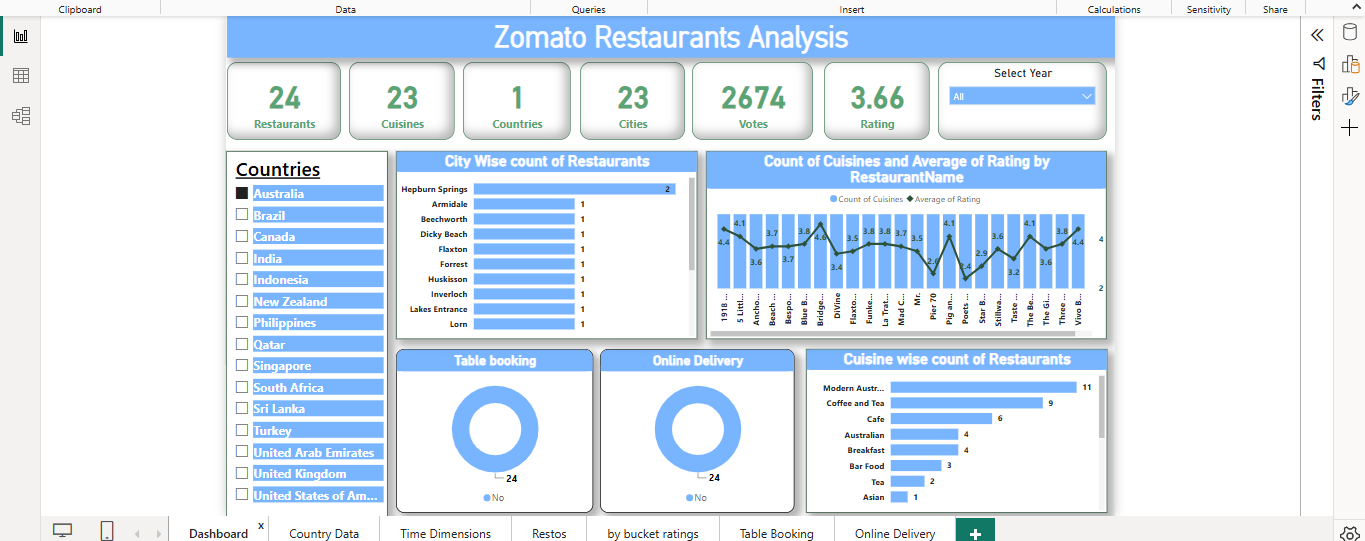 Clipboard
Data
Queries
Insert
Calculations
Sensitivity
Share
Zomato Restaurants Analysis
24
Restaurants
23
Cuisines
1
Countries
23
Cities
2674
Votes
3.66
Rating
Select Year
All
Filters
Countries
Australia
Brazil
Canada
India
Indonesia
New Zealand
Philippines
Qatar
Singapore
South Africa
Sri Lanka
Turkey
United Arab Emirates
United Kingdom
United States of Am...
City Wise count of Restaurants
Hepburn Springs 2
Armidale 1
Beechworth 1
Dicky Beach 1
Flaxton 1
Forrest 1
Huskisson 1
Inverloch 1
Lakes Entrance 1
Lorn 1
Count of Cuisines and Average of Rating by
RestaurantName
Count of Cuisines Average of Rating
4.4 4.1 3.6 3.7 3.7 3.8 4.6 3.4 3.5 3.8 3.8 3.7 3.5 2.6 4.1 2.4 2.9 3.6 3.2 4.1 3.6 3.8 4.4
4
2
1918 ...
5 Littl...
Ancho...
Beach ...
Bespo...
Blue B...
Bridge...
DiVine
Flaxto...
Funke...
La Trat...
Mad C...
Mr.
Pier 70
Pig an...
Poets ...
Star B...
Stillwa...
Taste ...
The Be...
The Gi...
Three ...
Vivo B...
Table booking
24
No
Online Delivery
24
No
Cuisine wise count of Restaurants
Modern Austr... 11
Coffee and Tea 9
Cafe 6
Australian 4
Breakfast 4
Bar Food 3
Tea 2
Asian 1
Dashboard x
Country Data
Time Dimensions
Restos
by bucket ratings
Table Booking
Online Delivery
+